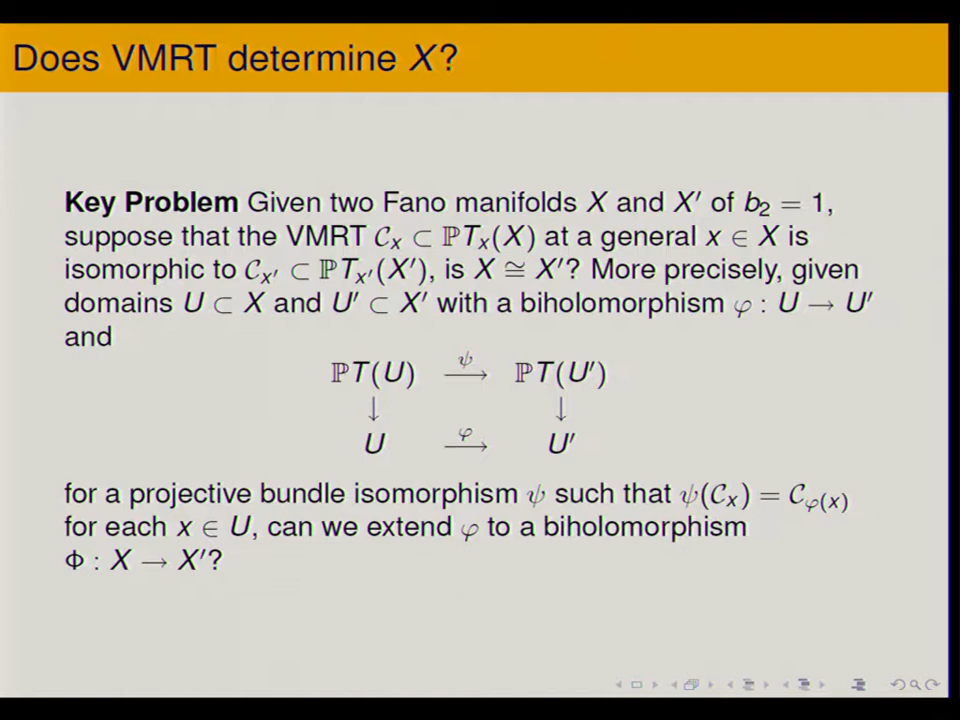 Does VMRT determine X?
Key Problem Given two Fano manifolds X and X′ of b₂ = 1,
suppose that the VMRT 𝒞ₓ ⊂ ℙTₓ(X) at a general x ∈ X is
isomorphic to 𝒞ₓ′ ⊂ ℙTₓ′(X′), is X ≅ X′? More precisely, given
domains U ⊂ X and U′ ⊂ X′ with a biholomorphism φ : U → U′
and
ℙT(U) —ψ→ ℙT(U′)
↓ ↓
U —φ→ U′
for a projective bundle isomorphism ψ such that ψ(𝒞ₓ) = 𝒞_φ(x)
for each x ∈ U, can we extend φ to a biholomorphism
Φ : X → X′?